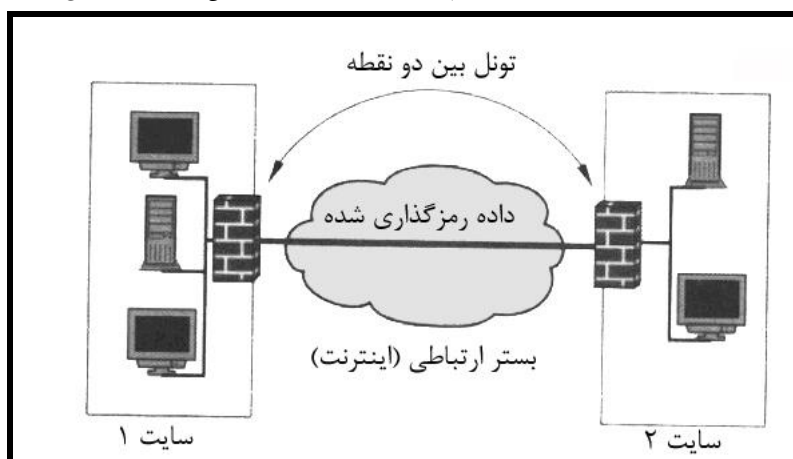 تونل بین دو نقطه
داده رمزگذاری شده
بستر ارتباطی (اینترنت)
سایت ۲
سایت ۱